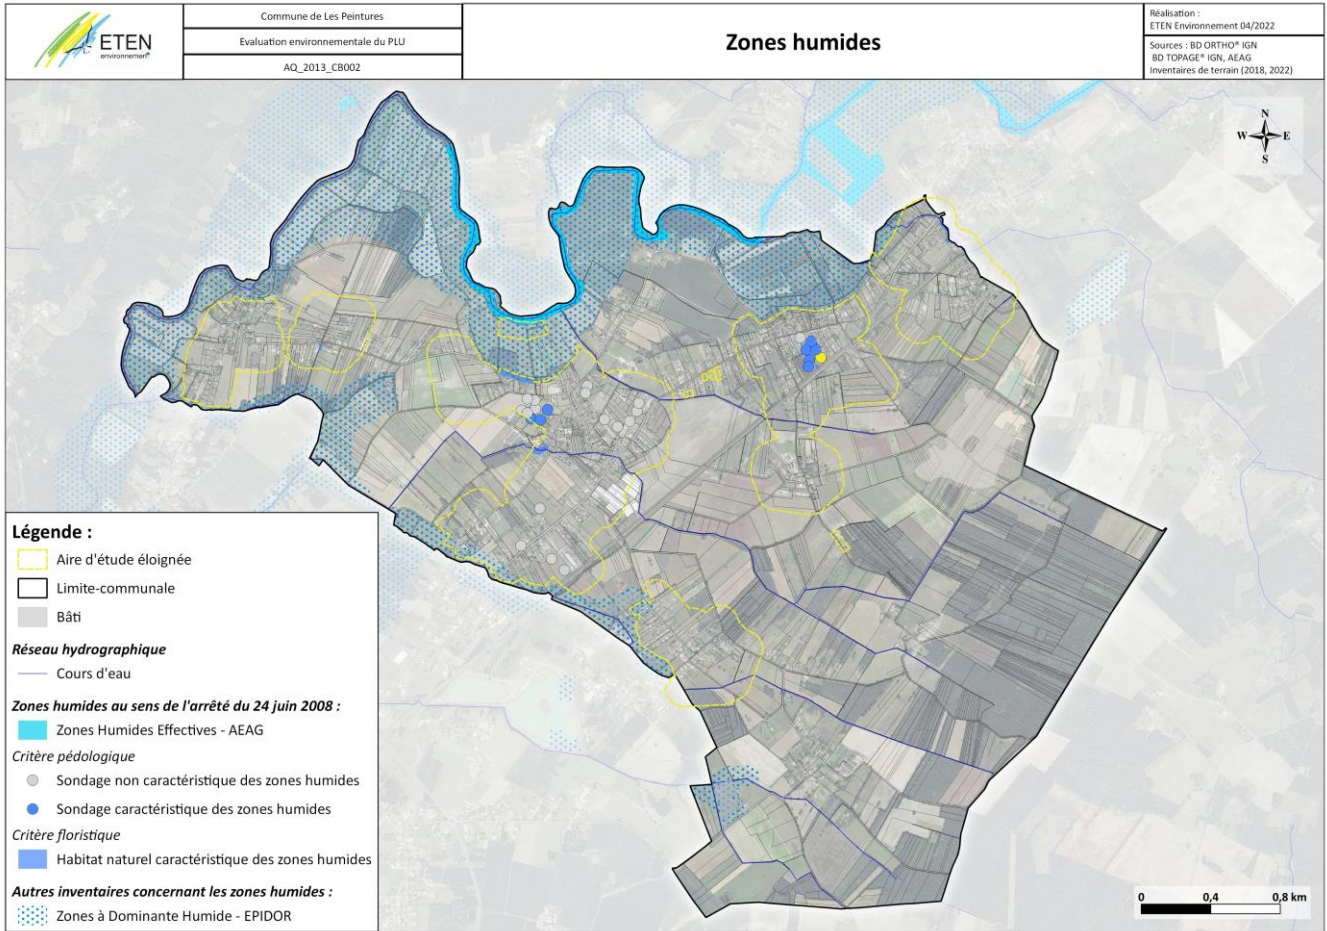 ETEN
environnement
Commune de Les Peintures
Evaluation environnementale du PLU
AQ_2013_CB002
Zones humides
Réalisation :
ETEN Environnement 04/2022
Sources : BD ORTHO® IGN
BD TOPAGE® IGN, AEAG
Inventaires de terrain (2018, 2022)
N
W E
S
Légende :
Aire d'étude éloignée
Limite-communale
Bâti
Réseau hydrographique
Cours d'eau
Zones humides au sens de l'arrêté du 24 juin 2008 :
Zones Humides Effectives - AEAG
Critère pédologique
Sondage non caractéristique des zones humides
Sondage caractéristique des zones humides
Critère floristique
Habitat naturel caractéristique des zones humides
Autres inventaires concernant les zones humides :
Zones à Dominante Humide - EPIDOR
0 0,4 0,8 km